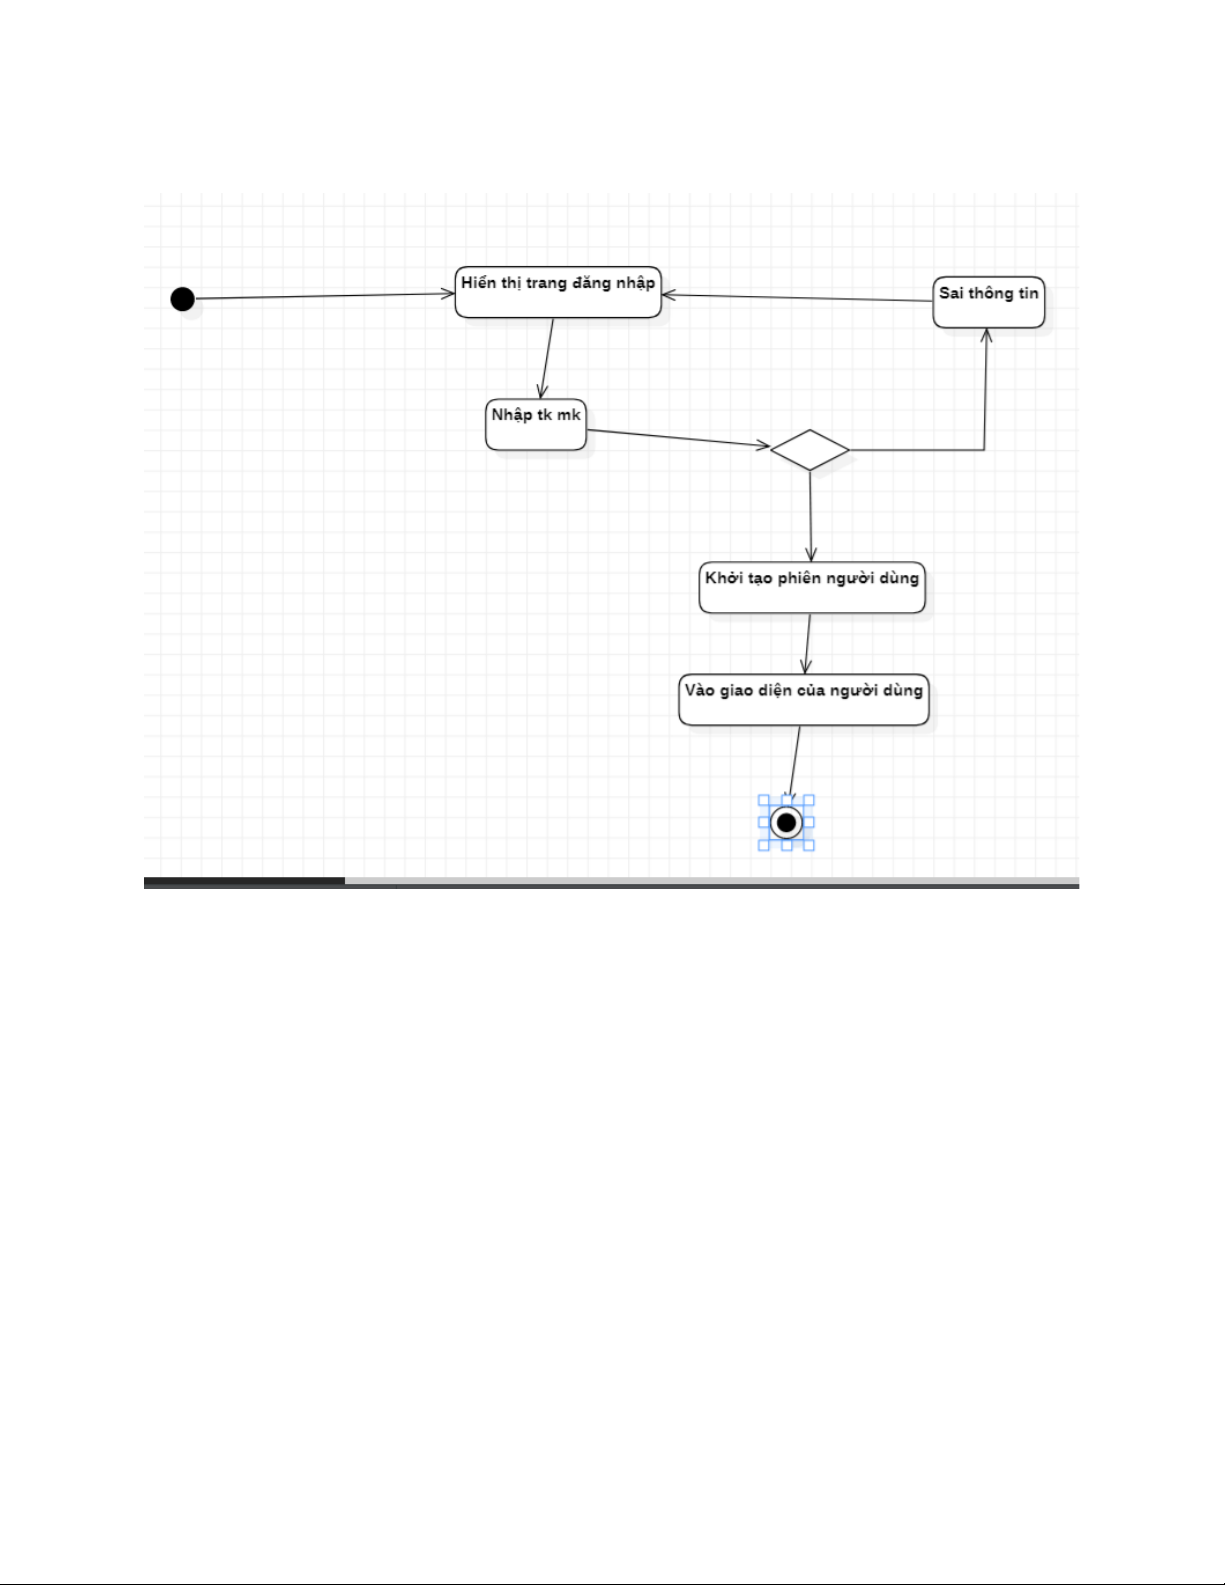 Hiển thị trang đăng nhập
Sai thông tin
Nhập tk mk
Khởi tạo phiên người dùng
Vào giao diện của người dùng